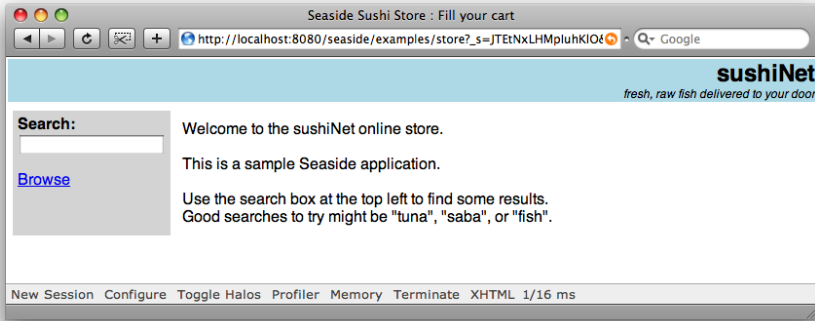 Seaside Sushi Store : Fill your cart
http://localhost:8080/seaside/examples/store?_s=JTEtNxLHMpIuhKlO&
Google
sushiNet
fresh, raw fish delivered to your door
Search:
Browse
Welcome to the sushiNet online store.
This is a sample Seaside application.
Use the search box at the top left to find some results.
Good searches to try might be "tuna", "saba", or "fish".
New Session Configure Toggle Halos Profiler Memory Terminate XHTML 1/16 ms